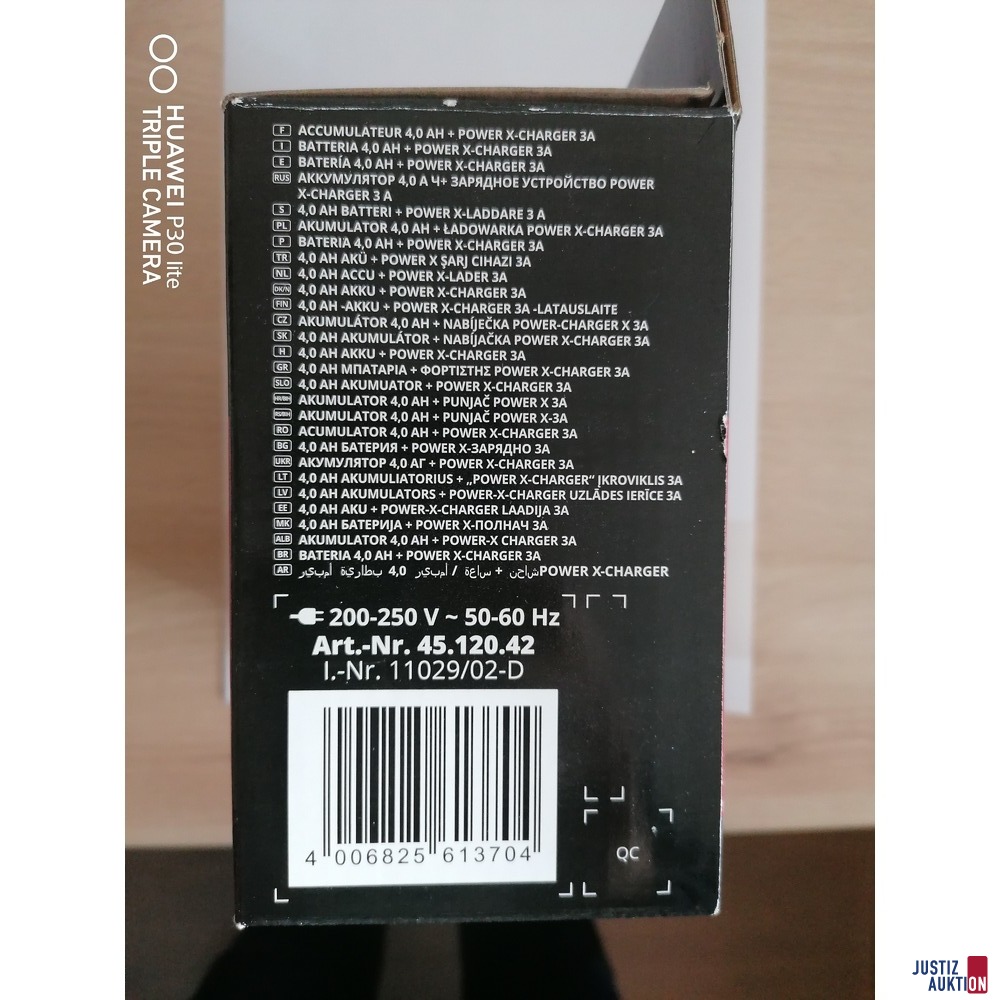 HUAWEI P30 lite
TRIPLE CAMERA
F ACCUMULATEUR 4,0 AH + POWER X-CHARGER 3A
I BATTERIA 4,0 AH + POWER X-CHARGER 3A
E BATERÍA 4,0 AH + POWER X-CHARGER 3A
RUS АККУМУЛЯТОР 4,0 А Ч+ ЗАРЯДНОЕ УСТРОЙСТВО POWER
X-CHARGER 3 A
S 4,0 AH BATTERI + POWER X-LADDARE 3 A
PL AKUMULATOR 4,0 AH + ŁADOWARKA POWER X-CHARGER 3A
P BATERIA 4,0 AH + POWER X-CHARGER 3A
TR 4,0 AH AKÜ + POWER X ŞARJ CIHAZI 3A
NL 4,0 AH ACCU + POWER X-LADER 3A
DK/N 4,0 AH AKKU + POWER X-CHARGER 3A
FIN 4,0 AH -AKKU + POWER X-CHARGER 3A -LATAUSLAITE
CZ AKUMULÁTOR 4,0 AH + NABÍJEČKA POWER-CHARGER X 3A
SK 4,0 AH AKUMULÁTOR + NABÍJAČKA POWER X-CHARGER 3A
H 4,0 AH AKKU + POWER X-CHARGER 3A
GR 4,0 AH ΜΠΑΤΑΡΙΑ + ΦΟΡΤΙΣΤΗΣ POWER X-CHARGER 3A
SLO 4,0 AH AKUMUATOR + POWER X-CHARGER 3A
HR/BIH AKUMULATOR 4,0 AH + PUNJAČ POWER X 3A
RS/BIH AKUMULATOR 4,0 AH + PUNJAČ POWER X-3A
RO ACUMULATOR 4,0 AH + POWER X-CHARGER 3A
BG 4,0 AH БАТЕРИЯ + POWER X-ЗАРЯДНО 3A
UKR АКУМУЛЯТОР 4,0 АГ + POWER X-CHARGER 3A
LT 4,0 AH AKUMULIATORIUS + „POWER X-CHARGER“ ĮKROVIKLIS 3A
LV 4,0 AH AKUMULATORS + POWER-X-CHARGER UZLĀDES IERĪCE 3A
EE 4,0 AH AKU + POWER-X-CHARGER LAADIJA 3A
MK 4,0 AH БАТЕРИЈА + POWER X-ПОЛНАЧ 3A
ALB AKUMULATOR 4,0 AH + POWER-X CHARGER 3A
BR BATERIA 4,0 AH + POWER X-CHARGER 3A
AR أمبير بطارية 4,0 أمبير / ساعة + شاحن POWER X-CHARGER
200-250 V ~ 50-60 Hz
Art.-Nr. 45.120.42
I.-Nr. 11029/02-D
4 006825 613704
QC
JUSTIZ
AUKTION